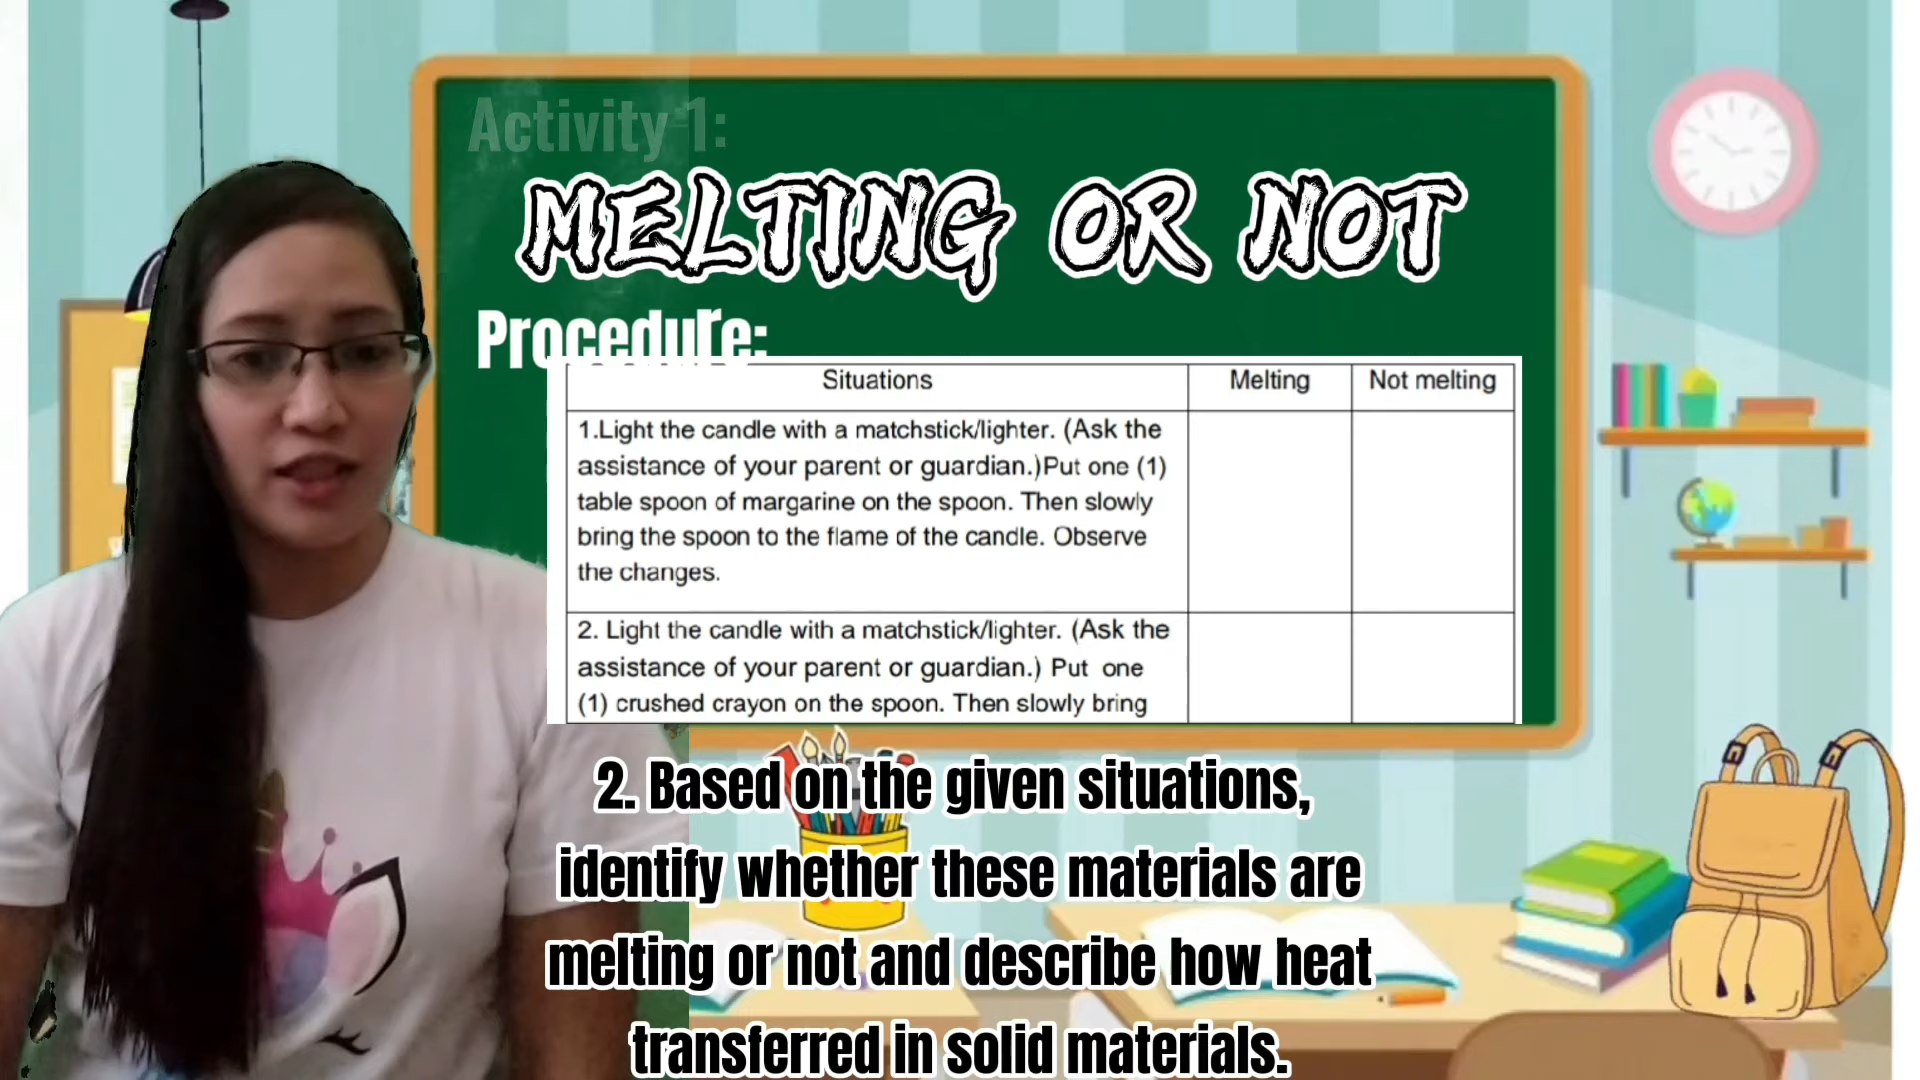 Activity 1:
MELTING OR NOT
Procedure:
Situations Melting Not melting
1.Light the candle with a matchstick/lighter. (Ask the
assistance of your parent or guardian.)Put one (1)
table spoon of margarine on the spoon. Then slowly
bring the spoon to the flame of the candle. Observe
the changes.
2. Light the candle with a matchstick/lighter. (Ask the
assistance of your parent or guardian.) Put one
(1) crushed crayon on the spoon. Then slowly bring
2. Based on the given situations,
identify whether these materials are
melting or not and describe how heat
transferred in solid materials.